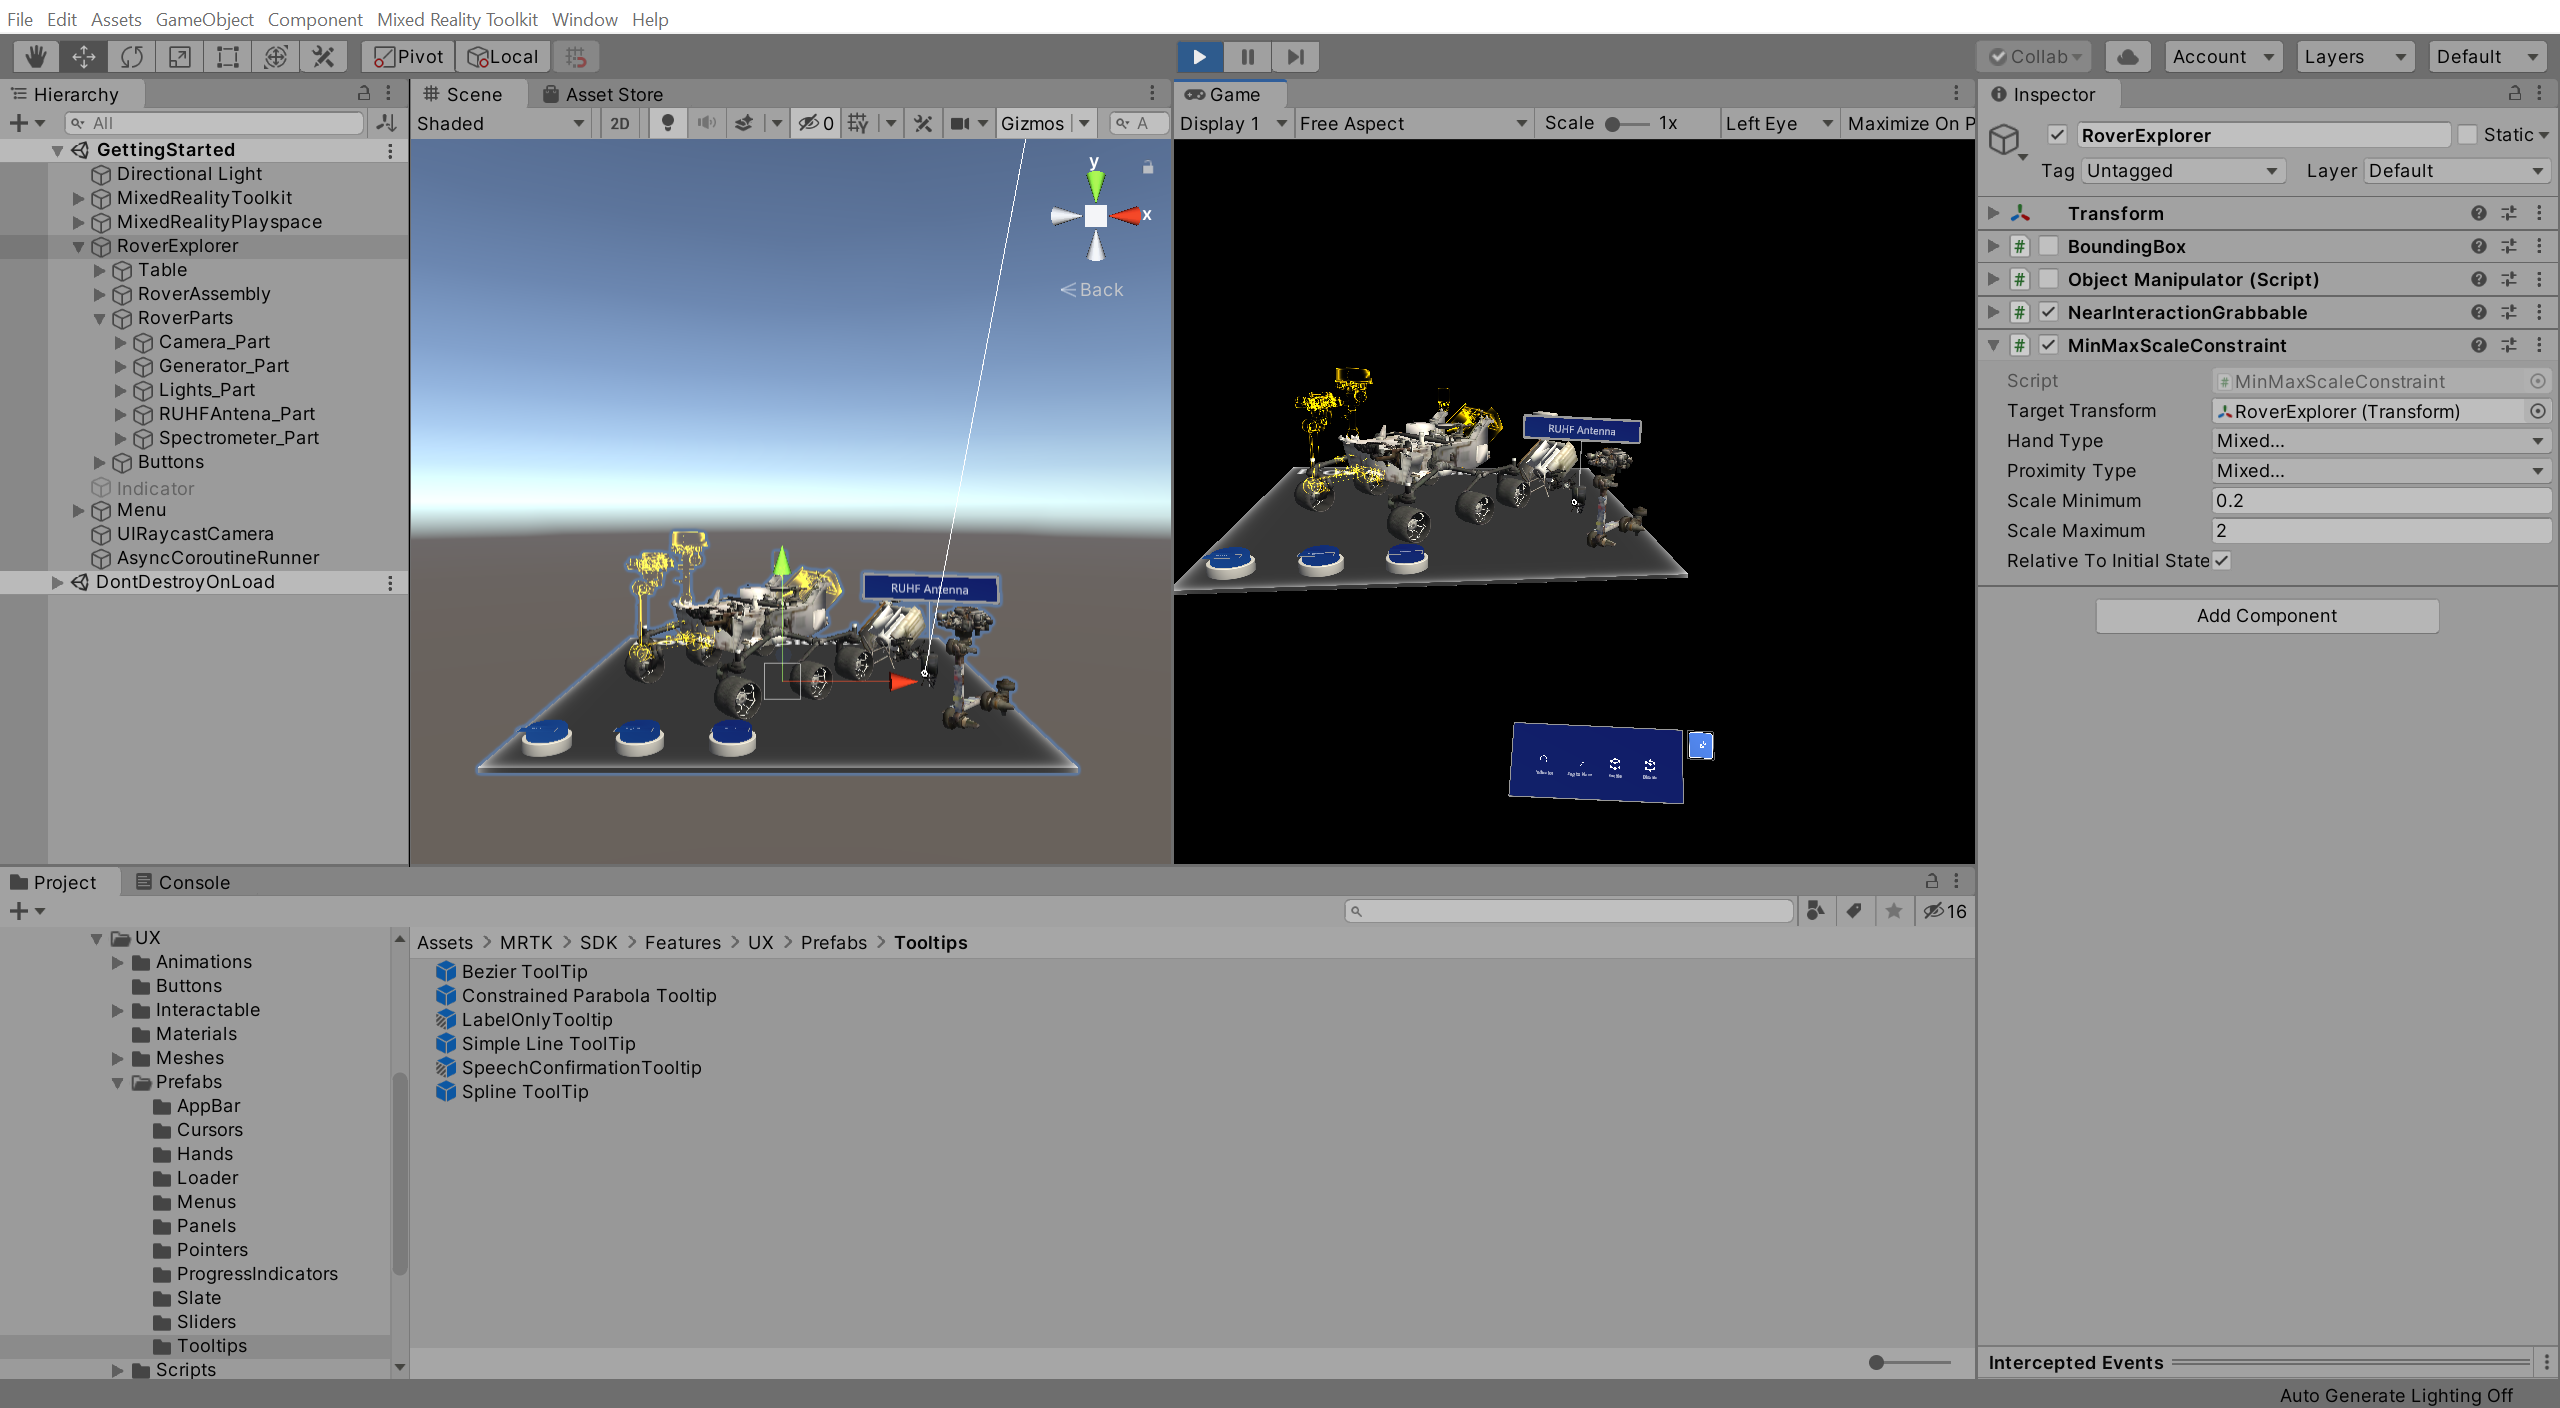 File Edit Assets GameObject Component Mixed Reality Toolkit Window Help
Pivot Local Collab Account Layers Default
Hierarchy
All
GettingStarted
Directional Light
MixedRealityToolkit
MixedRealityPlayspace
RoverExplorer
Table
RoverAssembly
RoverParts
Camera_Part
Generator_Part
Lights_Part
RUHFAntena_Part
Spectrometer_Part
Buttons
Indicator
Menu
UIRaycastCamera
AsyncCoroutineRunner
DontDestroyOnLoad
Scene Asset Store
Shaded 2D 0 Gizmos A
y
x
Back
RUHF Antenna
Game
Display 1 Free Aspect Scale 1x Left Eye Maximize On P
RUHF Antenna
Inspector
RoverExplorer Static
Tag Untagged Layer Default
Transform
# BoundingBox
# Object Manipulator (Script)
# NearInteractionGrabbable
# MinMaxScaleConstraint
Script # MinMaxScaleConstraint
Target Transform RoverExplorer (Transform)
Hand Type Mixed...
Proximity Type Mixed...
Scale Minimum 0.2
Scale Maximum 2
Relative To Initial State
Add Component
Intercepted Events
Project Console
16
UX
Animations
Buttons
Interactable
Materials
Meshes
Prefabs
AppBar
Cursors
Hands
Loader
Menus
Panels
Pointers
ProgressIndicators
Slate
Sliders
Tooltips
Scripts
Assets > MRTK > SDK > Features > UX > Prefabs > Tooltips
Bezier ToolTip
Constrained Parabola Tooltip
LabelOnlyTooltip
Simple Line ToolTip
SpeechConfirmationTooltip
Spline ToolTip
Auto Generate Lighting Off